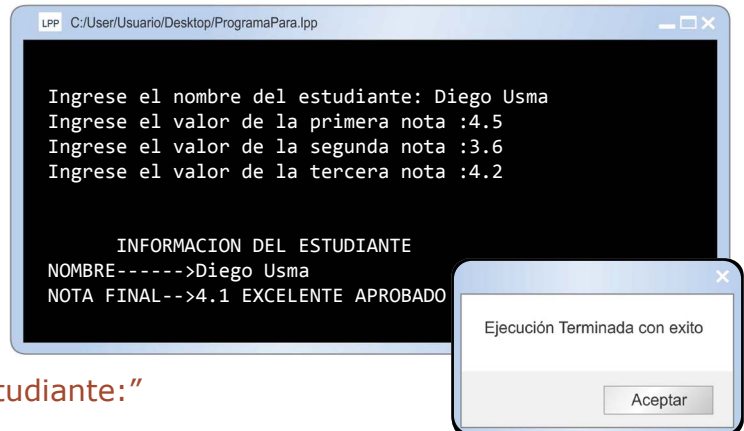 LPP C:/User/Usuario/Desktop/ProgramaPara.lpp
Ingrese el nombre del estudiante: Diego Usma
Ingrese el valor de la primera nota :4.5
Ingrese el valor de la segunda nota :3.6
Ingrese el valor de la tercera nota :4.2
INFORMACION DEL ESTUDIANTE
NOMBRE------>Diego Usma
NOTA FINAL-->4.1 EXCELENTE APROBADO
Ejecución Terminada con exito
Aceptar
tudiante:”